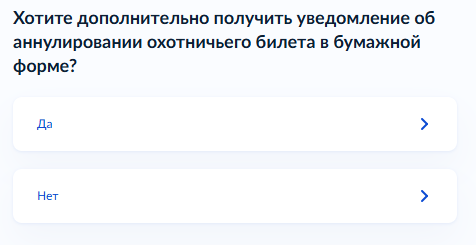 Хотите дополнительно получить уведомление об
аннулировании охотничьего билета в бумажной
форме?
Да
Нет